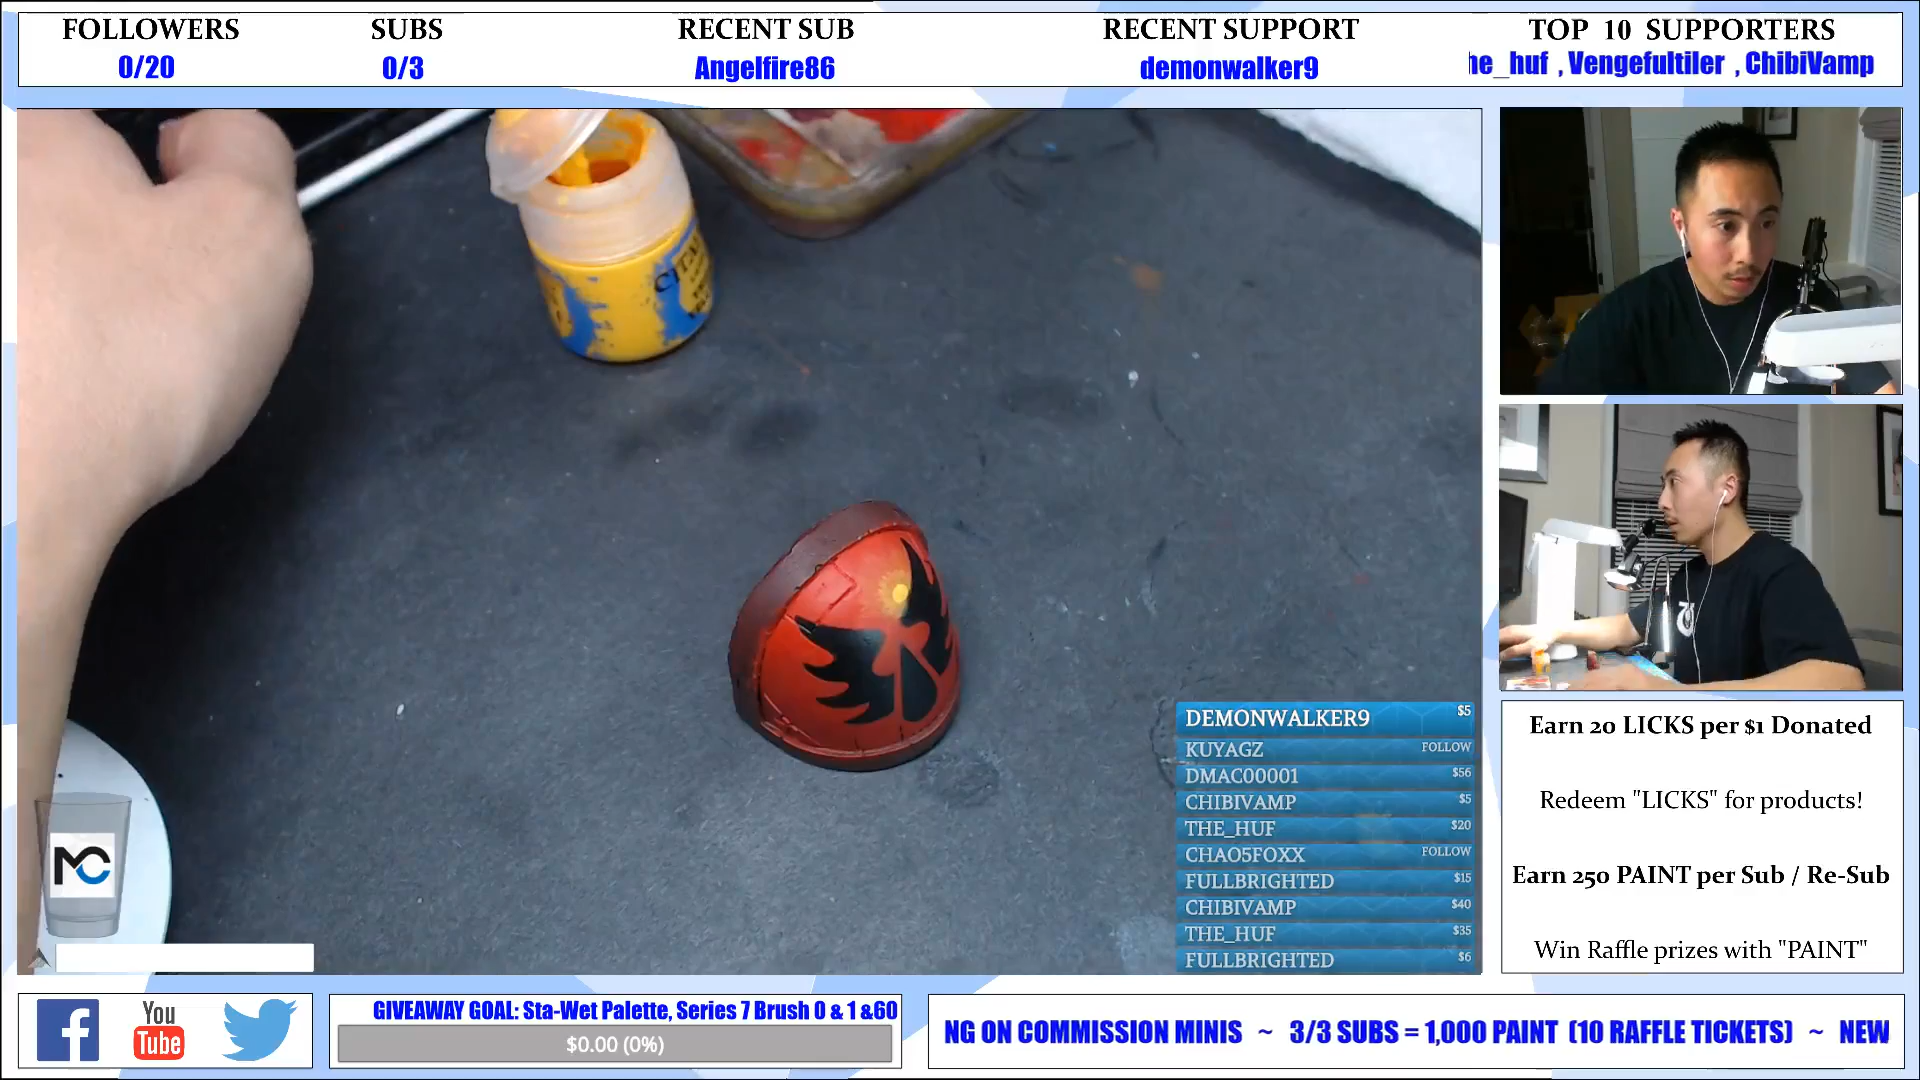 FOLLOWERS
0/20
SUBS
0/3
RECENT SUB
Angelfire86
RECENT SUPPORT
demonwalker9
TOP 10 SUPPORTERS
he_huf , Vengefultiler , ChibiVamp
DEMONWALKER9 $5
KUYAGZ FOLLOW
DMAC00001 $56
CHIBIVAMP $5
THE_HUF $20
CHAO5FOXX FOLLOW
FULLBRIGHTED $15
CHIBIVAMP $40
THE_HUF $35
FULLBRIGHTED $6
MC
Earn 20 LICKS per $1 Donated
Redeem "LICKS" for products!
Earn 250 PAINT per Sub / Re-Sub
Win Raffle prizes with "PAINT"
f
You
Tube
GIVEAWAY GOAL: Sta-Wet Palette, Series 7 Brush 0 & 1 &60
$0.00 (0%)
NG ON COMMISSION MINIS ~ 3/3 SUBS = 1,000 PAINT (10 RAFFLE TICKETS) ~ NEW